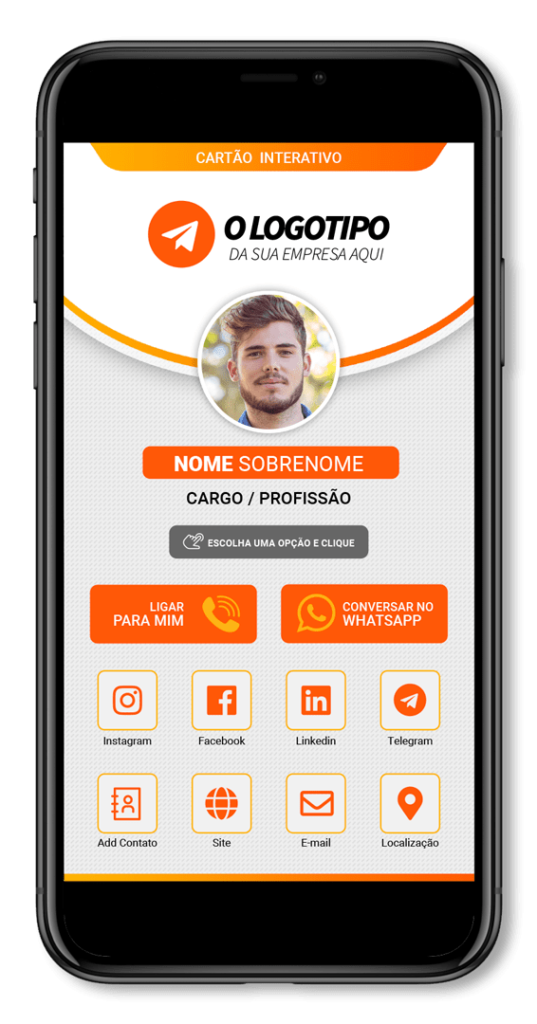 CARTÃO INTERATIVO
O LOGOTIPO
DA SUA EMPRESA AQUI
NOME SOBRENOME
CARGO / PROFISSÃO
ESCOLHA UMA OPÇÃO E CLIQUE
LIGAR
PARA MIM
CONVERSAR NO
WHATSAPP
Instagram
Facebook
Linkedin
Telegram
Add Contato
Site
E-mail
Localização